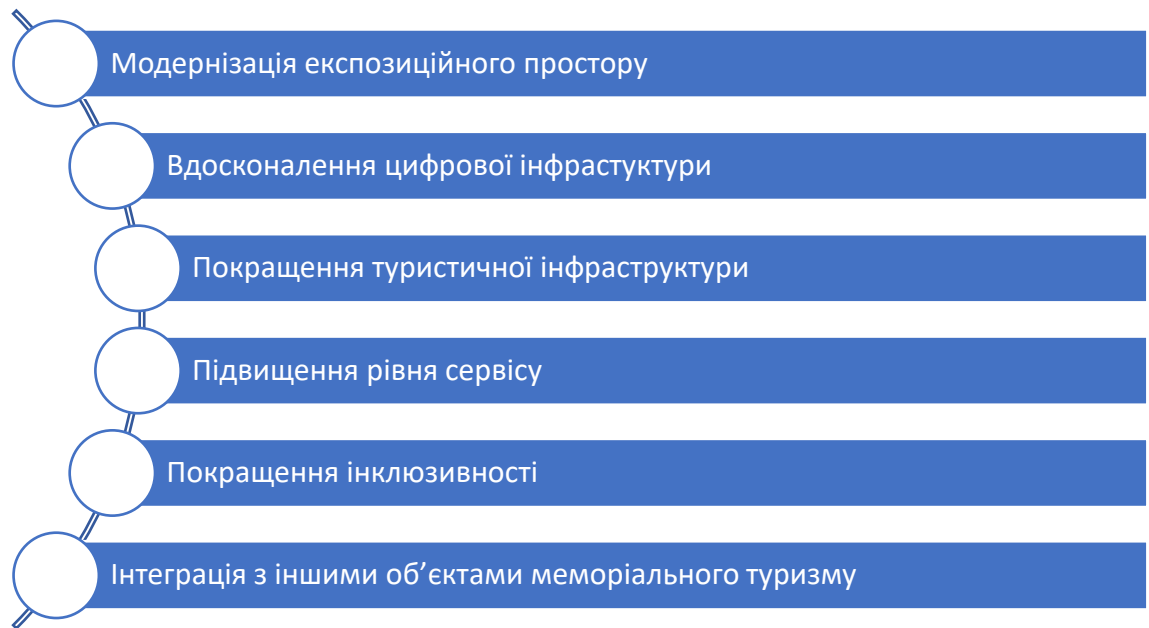 Модернізація експозиційного простору
Вдосконалення цифрової інфрастуктури
Покращення туристичної інфраструктури
Підвищення рівня сервісу
Покращення інклюзивності
Інтеграція з іншими об’єктами меморіального туризму